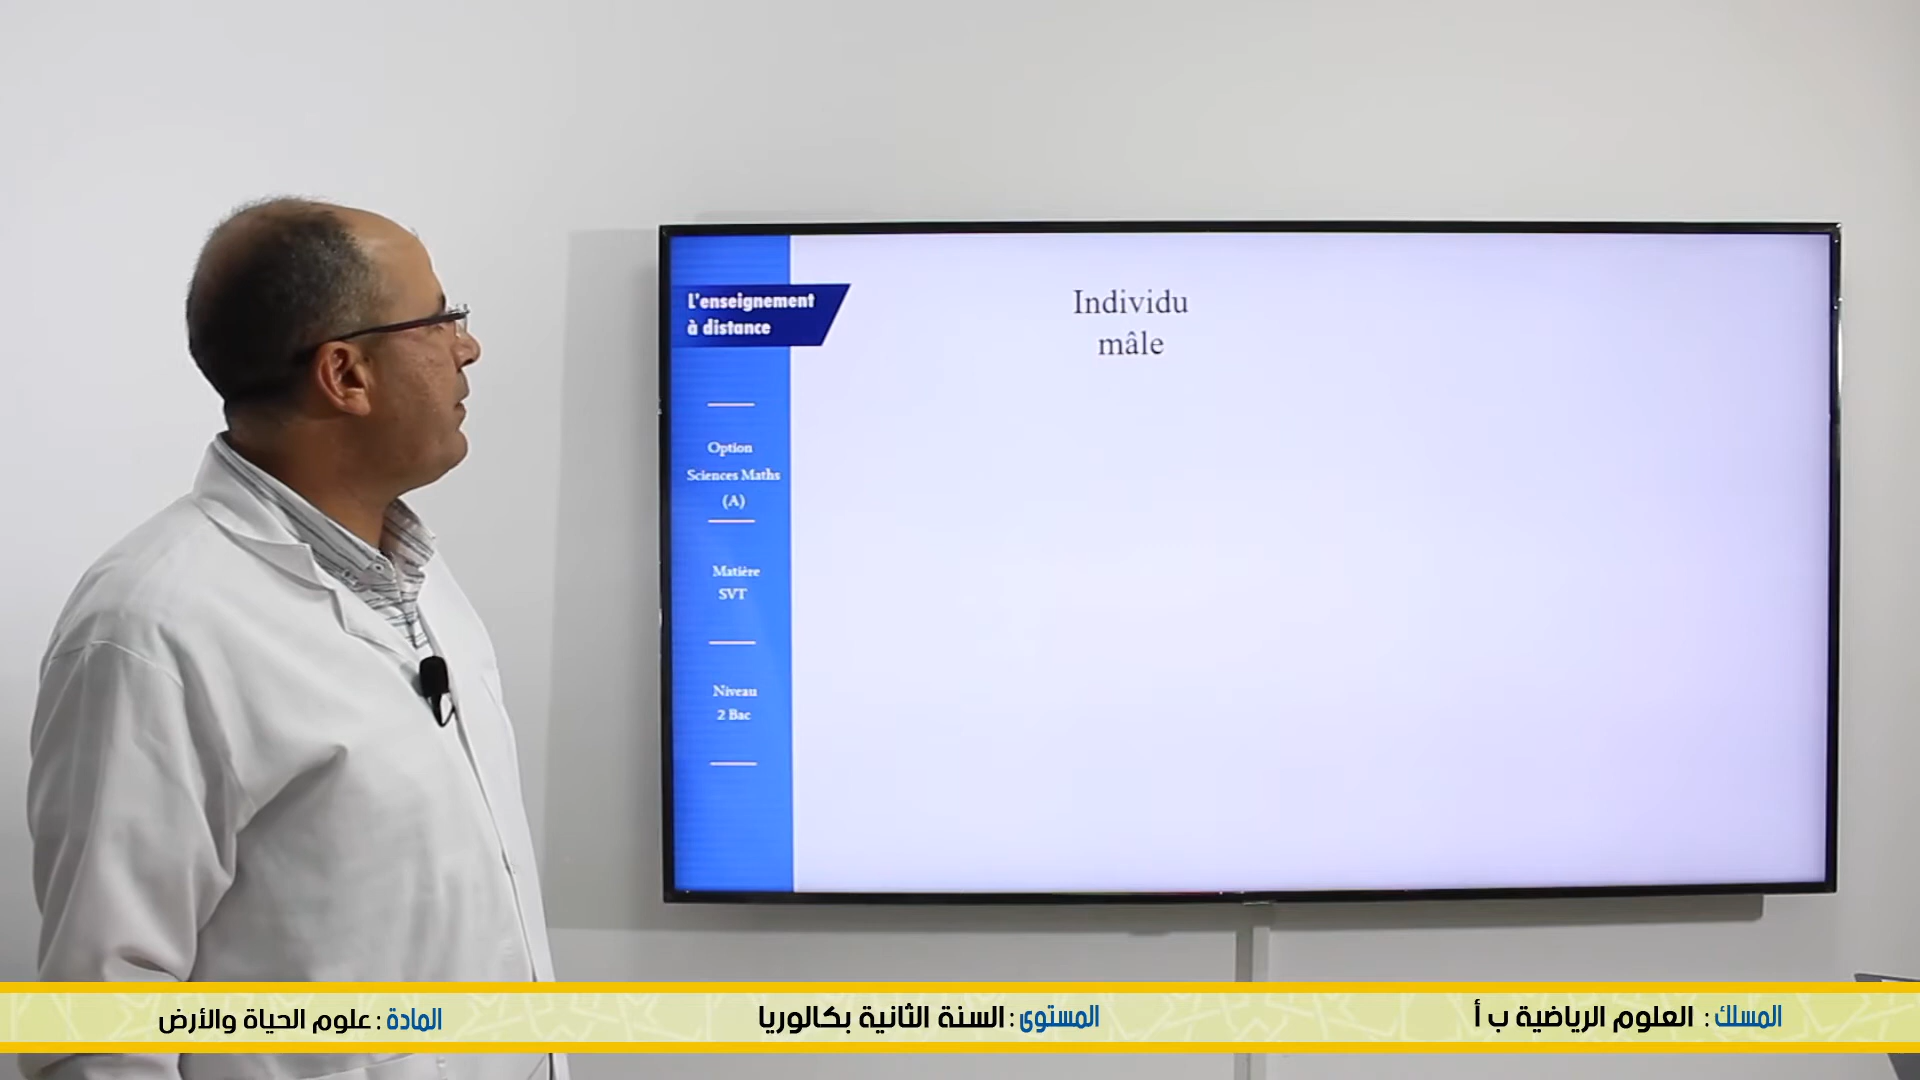 L'enseignement
à distance
Option
Sciences Maths
(A)
Matière
SVT
Niveau
2 Bac
Individu
mâle
المسلك : العلوم الرياضية ب أ
المستوى : السنة الثانية بكالوريا
المادة : علوم الحياة والأرض